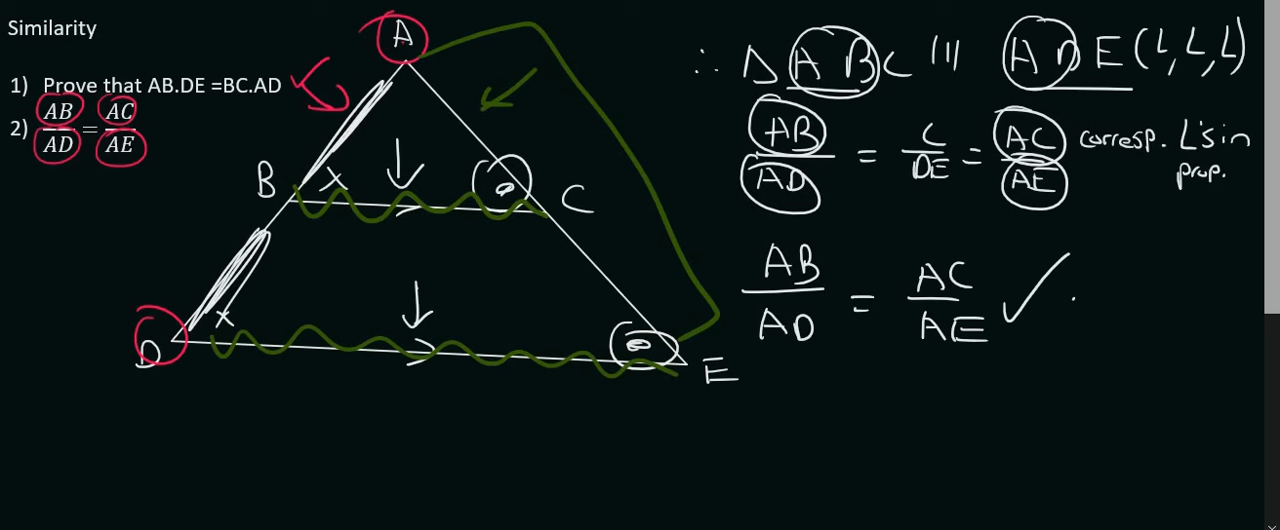 Similarity
1) Prove that AB.DE =BC.AD
2) AB/AD = AC/AE
A
B
C
D
E
x
x
∴ Δ ABC ||| ADE (L, L, L)
AB/AD = C/DE = AC/AE corresp. L's in prop.
AB/AD = AC/AE ✓